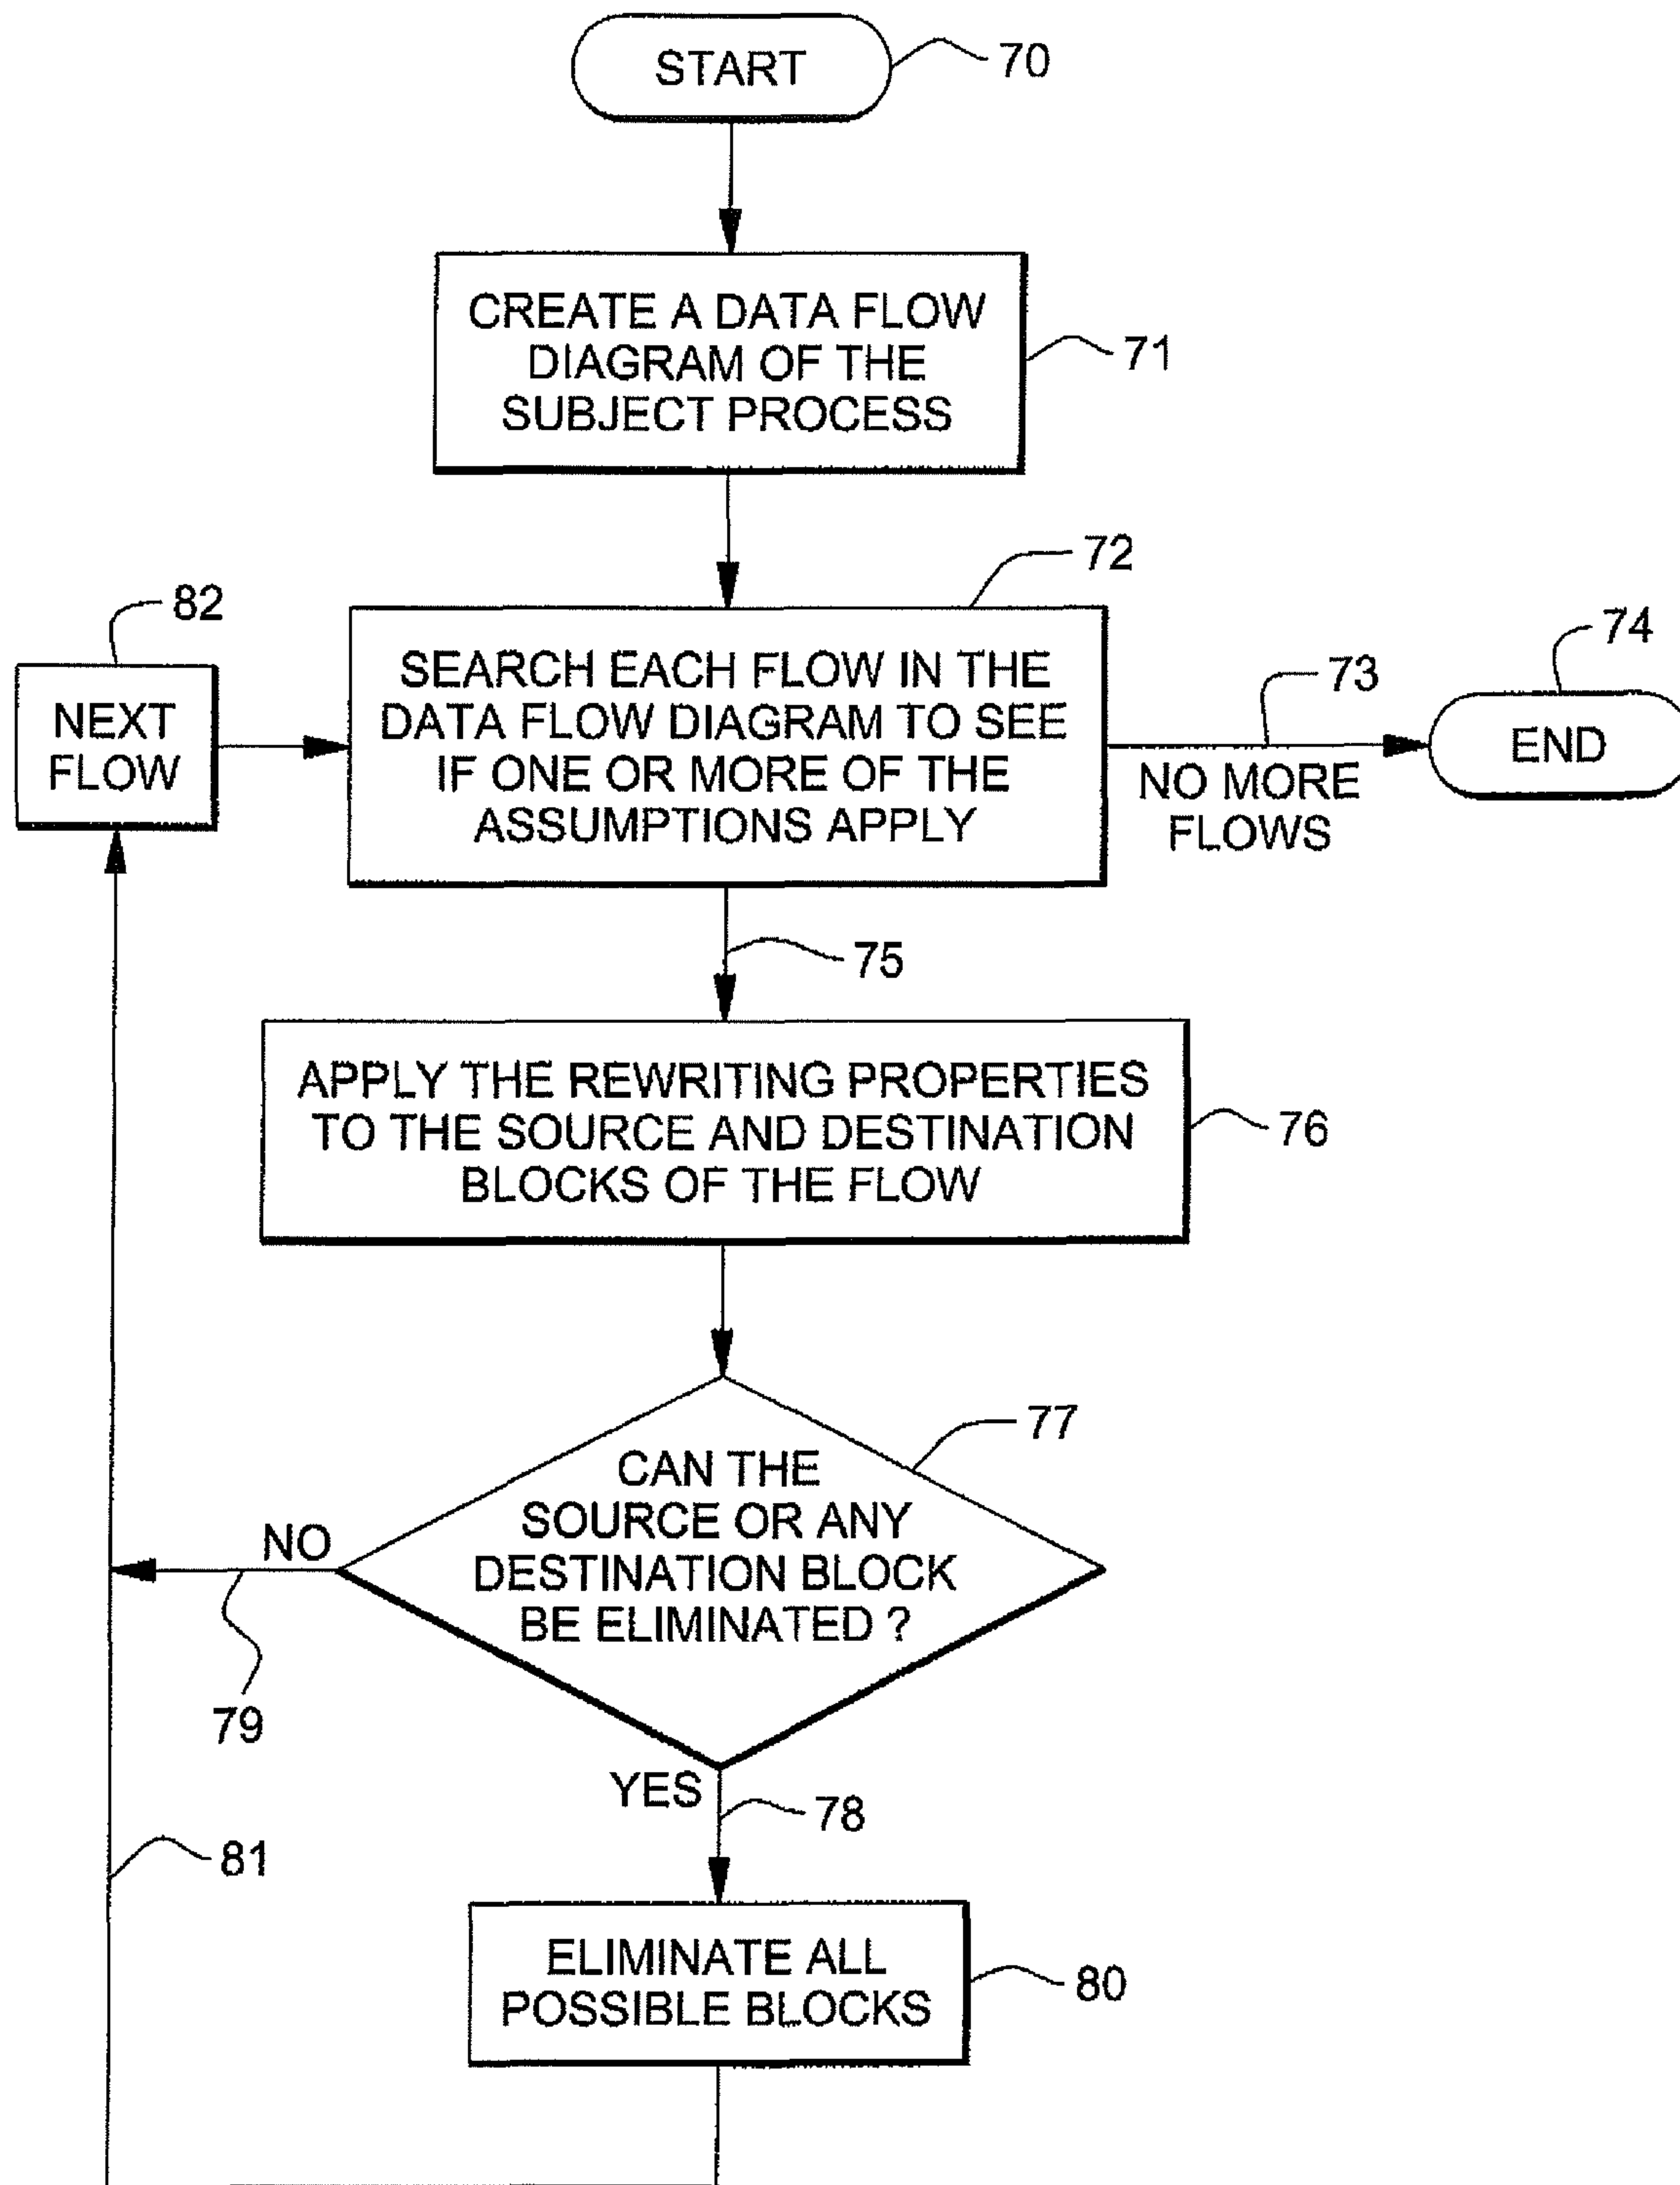 START
70
CREATE A DATA FLOW
DIAGRAM OF THE
SUBJECT PROCESS
71
72
82
NEXT
FLOW
SEARCH EACH FLOW IN THE
DATA FLOW DIAGRAM TO SEE
IF ONE OR MORE OF THE
ASSUMPTIONS APPLY
73
NO MORE
FLOWS
74
END
75
APPLY THE REWRITING PROPERTIES
TO THE SOURCE AND DESTINATION
BLOCKS OF THE FLOW
76
77
CAN THE
SOURCE OR ANY
DESTINATION BLOCK
BE ELIMINATED ?
NO
79
YES
78
81
ELIMINATE ALL
POSSIBLE BLOCKS
80